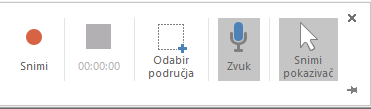 Snimi
00:00:00
Odabir
područja
Zvuk
Snimi
pokazivač